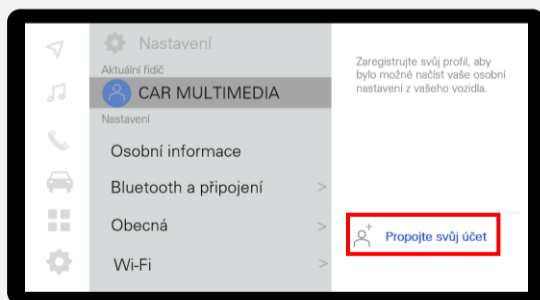 Nastavení
Aktuální řidič
CAR MULTIMEDIA
Nastavení
Osobní informace
Bluetooth a připojení >
Obecná >
Wi-Fi >
Zaregistrujte svůj profil, aby
bylo možné načíst vaše osobní
nastavení z vašeho vozidla.
Propojte svůj účet